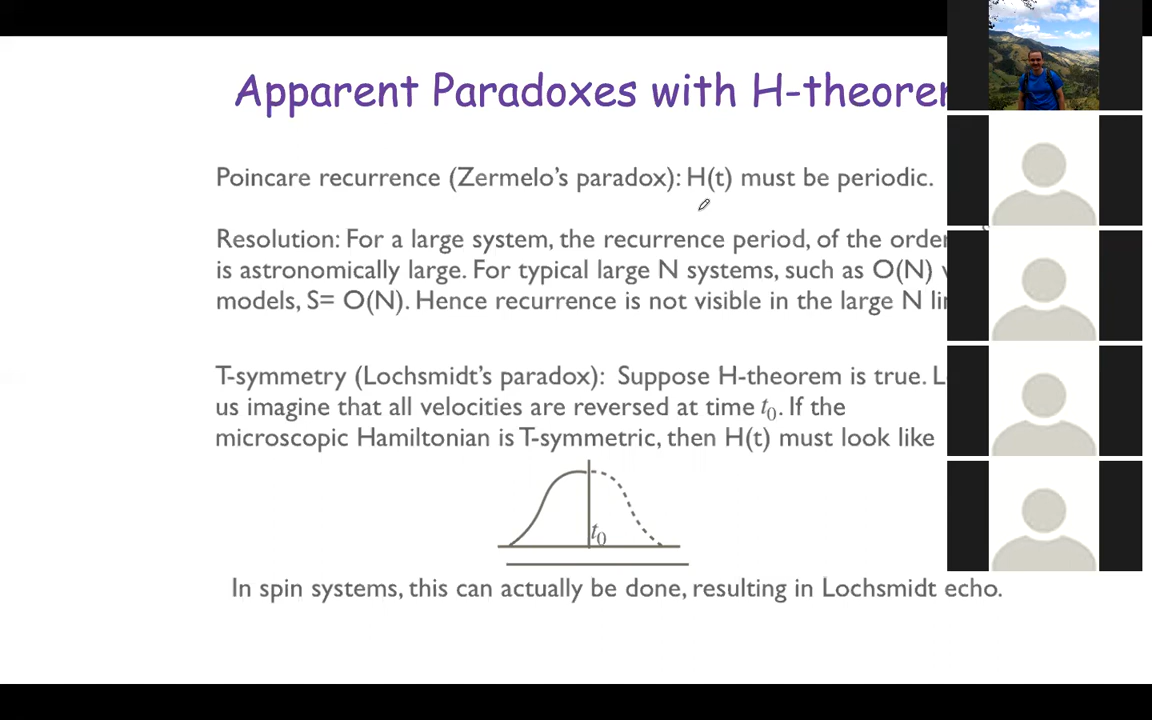 Apparent Paradoxes with H-theorem
Poincare recurrence (Zermelo's paradox): H(t) must be periodic.
Resolution: For a large system, the recurrence period, of the order
is astronomically large. For typical large N systems, such as O(N)
models, S= O(N). Hence recurrence is not visible in the large N
T-symmetry (Lochsmidt's paradox): Suppose H-theorem is true.
us imagine that all velocities are reversed at time t₀. If the
microscopic Hamiltonian is T-symmetric, then H(t) must look like
t₀
In spin systems, this can actually be done, resulting in Lochsmidt echo.